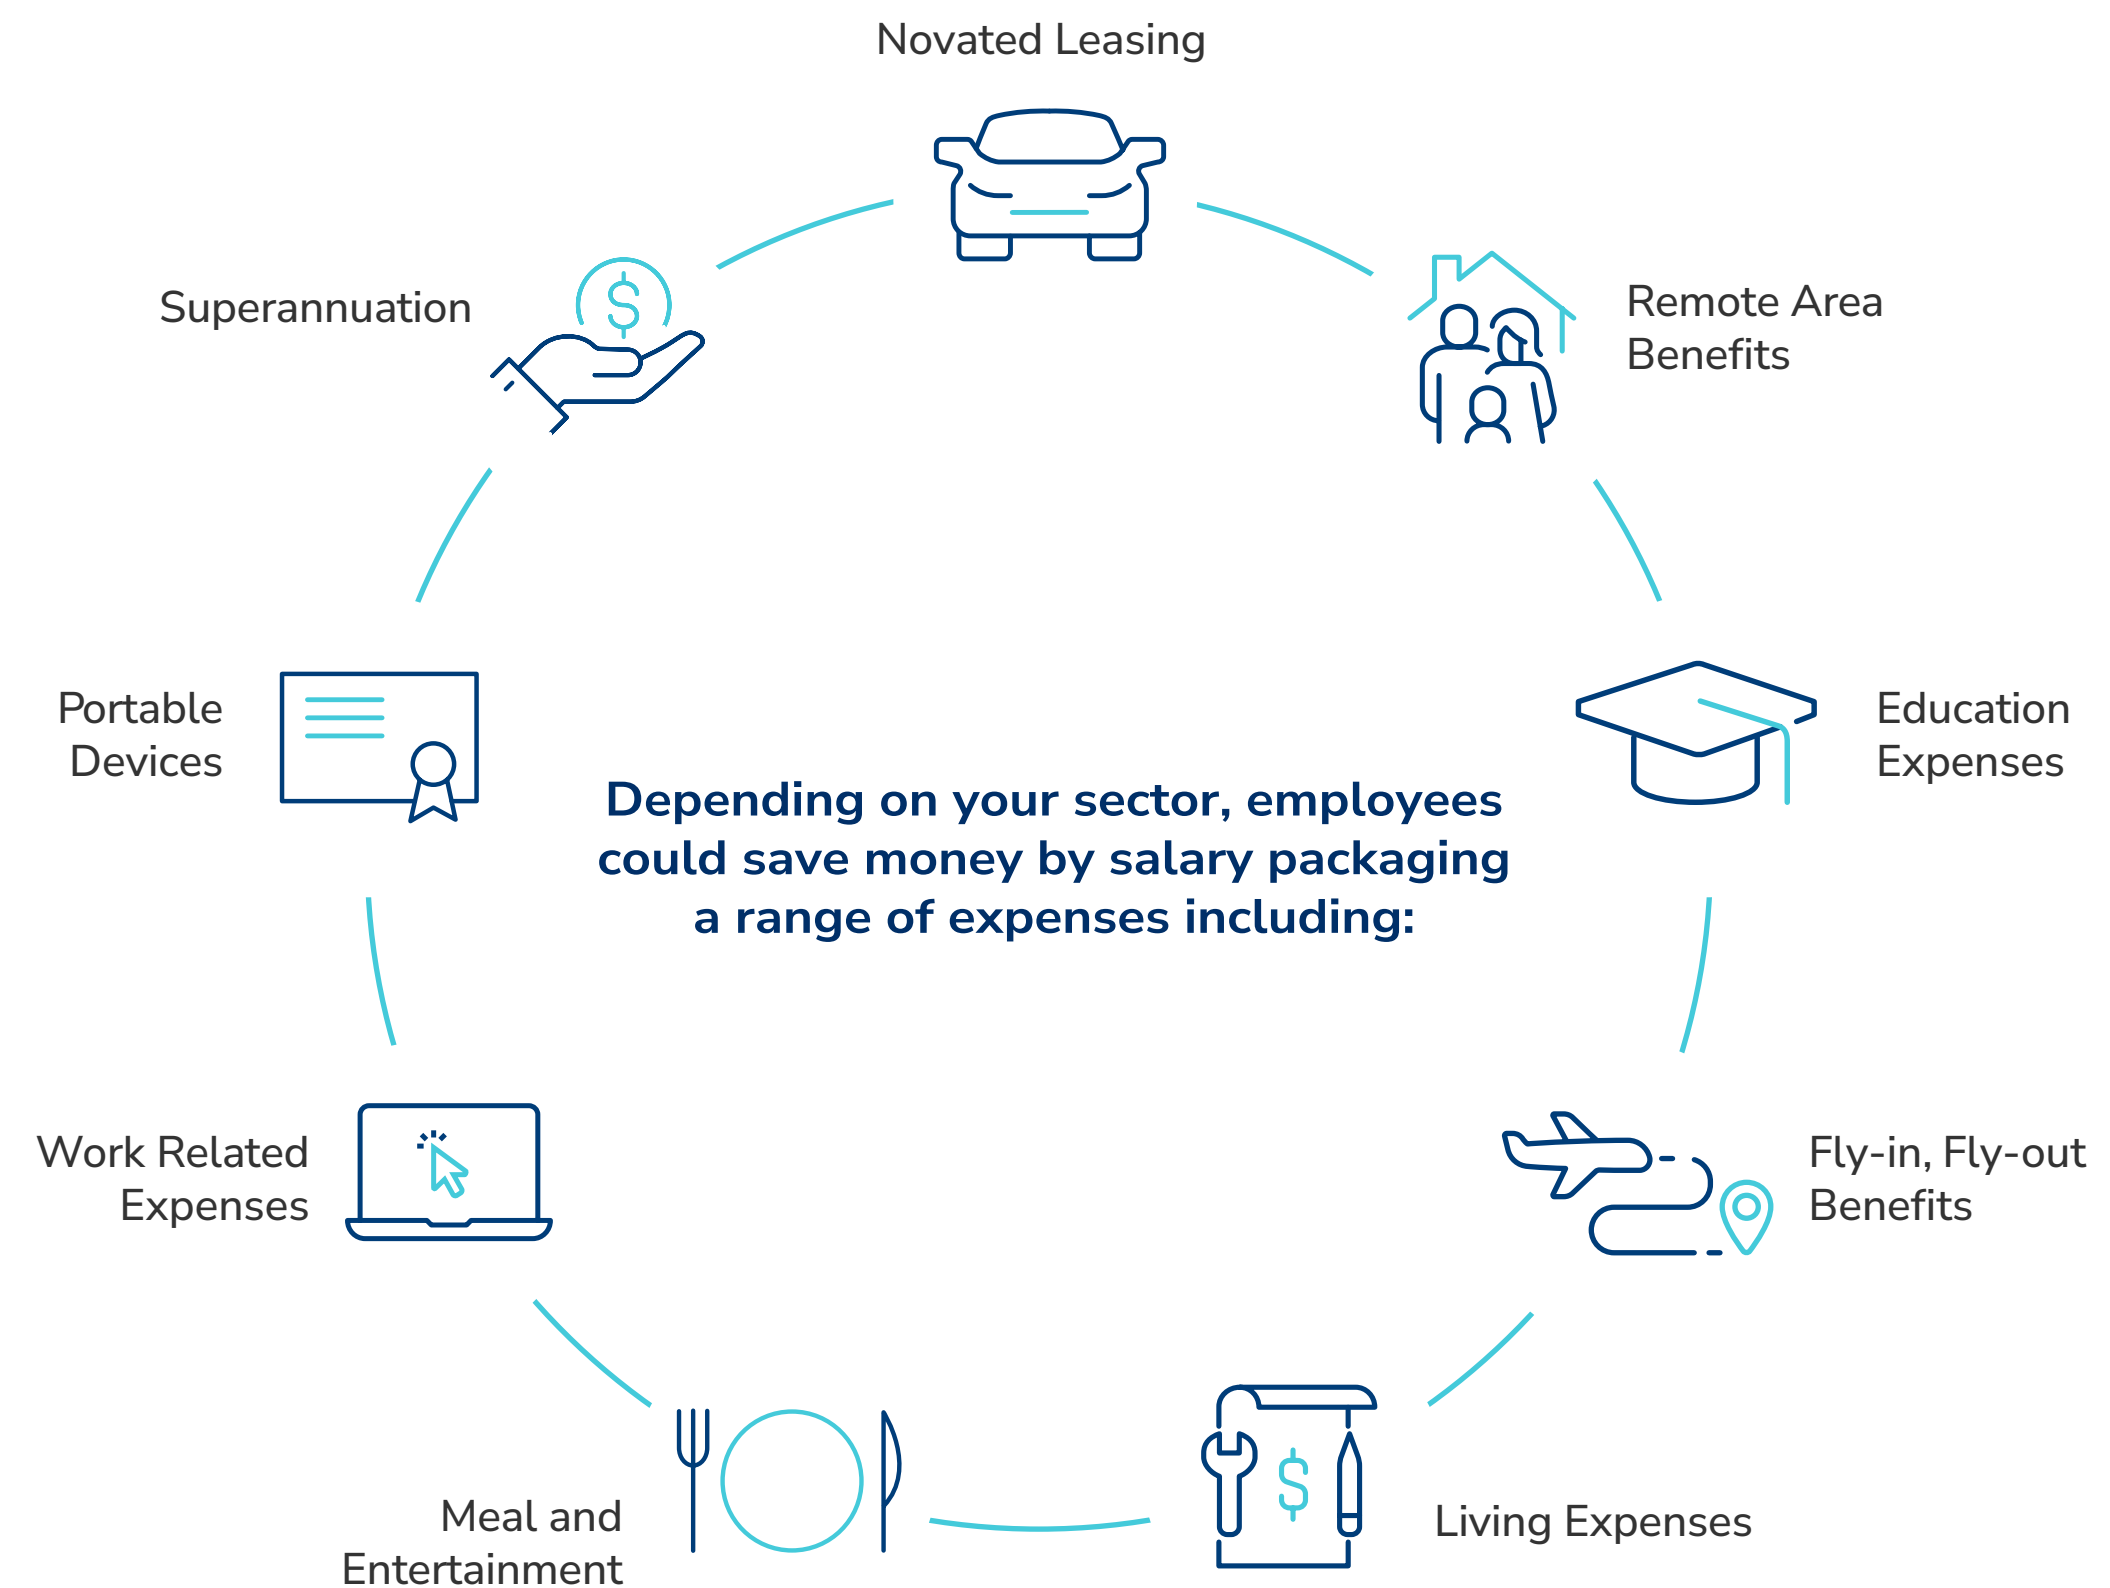 Novated Leasing
Superannuation
$
Remote Area
Benefits
Portable
Devices
Education
Expenses
Depending on your sector, employees
could save money by salary packaging
a range of expenses including:
Work Related
Expenses
Fly-in, Fly-out
Benefits
Meal and
Entertainment
$
Living Expenses